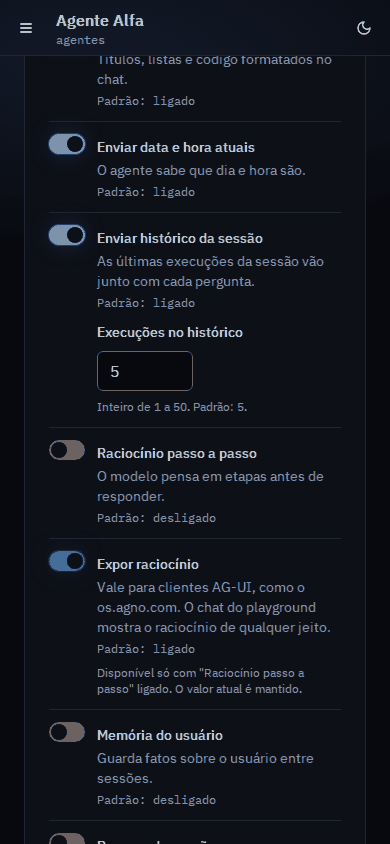 Agente Alfa
agentes
Títulos, listas e código formatados no
chat.
Padrão: ligado
Enviar data e hora atuais
O agente sabe que dia e hora são.
Padrão: ligado
Enviar histórico da sessão
As últimas execuções da sessão vão
junto com cada pergunta.
Padrão: ligado
Execuções no histórico
5
Inteiro de 1 a 50. Padrão: 5.
Raciocínio passo a passo
O modelo pensa em etapas antes de
responder.
Padrão: desligado
Expor raciocínio
Vale para clientes AG-UI, como o
os.agno.com. O chat do playground
mostra o raciocínio de qualquer jeito.
Padrão: ligado
Disponível só com "Raciocínio passo a
passo" ligado. O valor atual é mantido.
Memória do usuário
Guarda fatos sobre o usuário entre
sessões.
Padrão: desligado